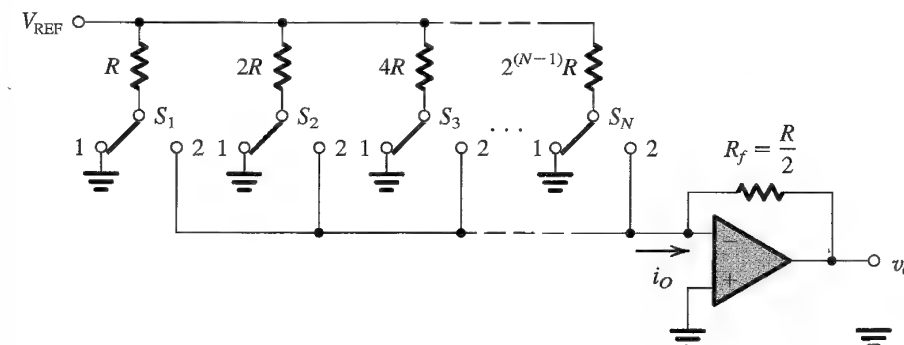 V_REF
R 2R 4R 2^(N−1)R
S_1 S_2 S_3 ... S_N
1 2 1 2 1 2 1 2
R_f = R/2
−
+
i_O